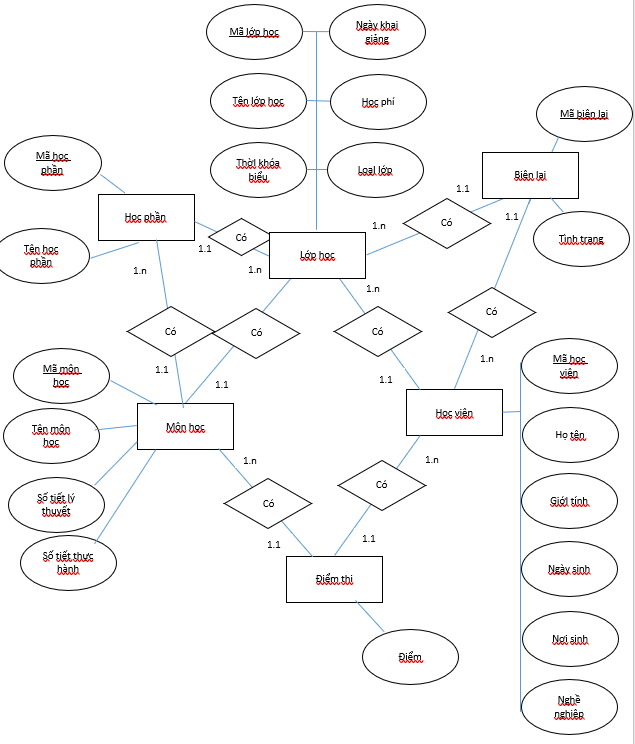 Mã lớp học
Ngày khai
giảng
Tên lớp học
Học phí
Thời khóa
biểu
Loại lớp
Mã biên lai
Biên lai
Tình trạng
Mã học
phần
Học phần
Tên học
phần
1.1
Có
1.n
Lớp học
1.n
Có
1.1
1.1
1.n
Có
1.1
Có
1.1
1.n
Có
1.1
Có
1.n
Mã môn
học
Tên môn
học
Môn học
Số tiết lý
thuyết
Số tiết thực
hành
Học viên
Mã học
viên
Họ tên
Giới tính
Ngày sinh
Nơi sinh
Nghề
nghiệp
1.n
Có
1.1
1.n
Có
1.1
Điểm thi
Điểm